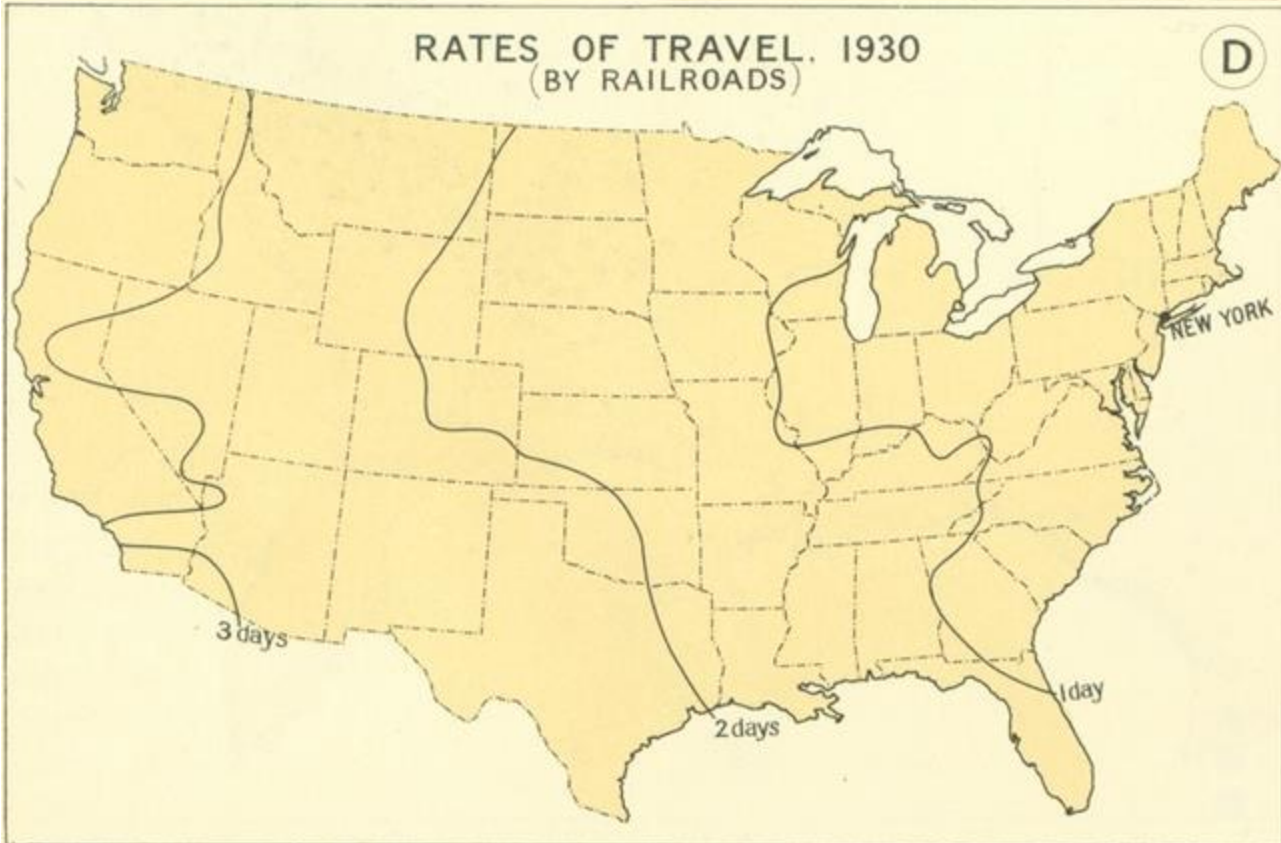 RATES OF TRAVEL. 1930
(BY RAILROADS)
D
NEW YORK
3 days
2 days
1 day